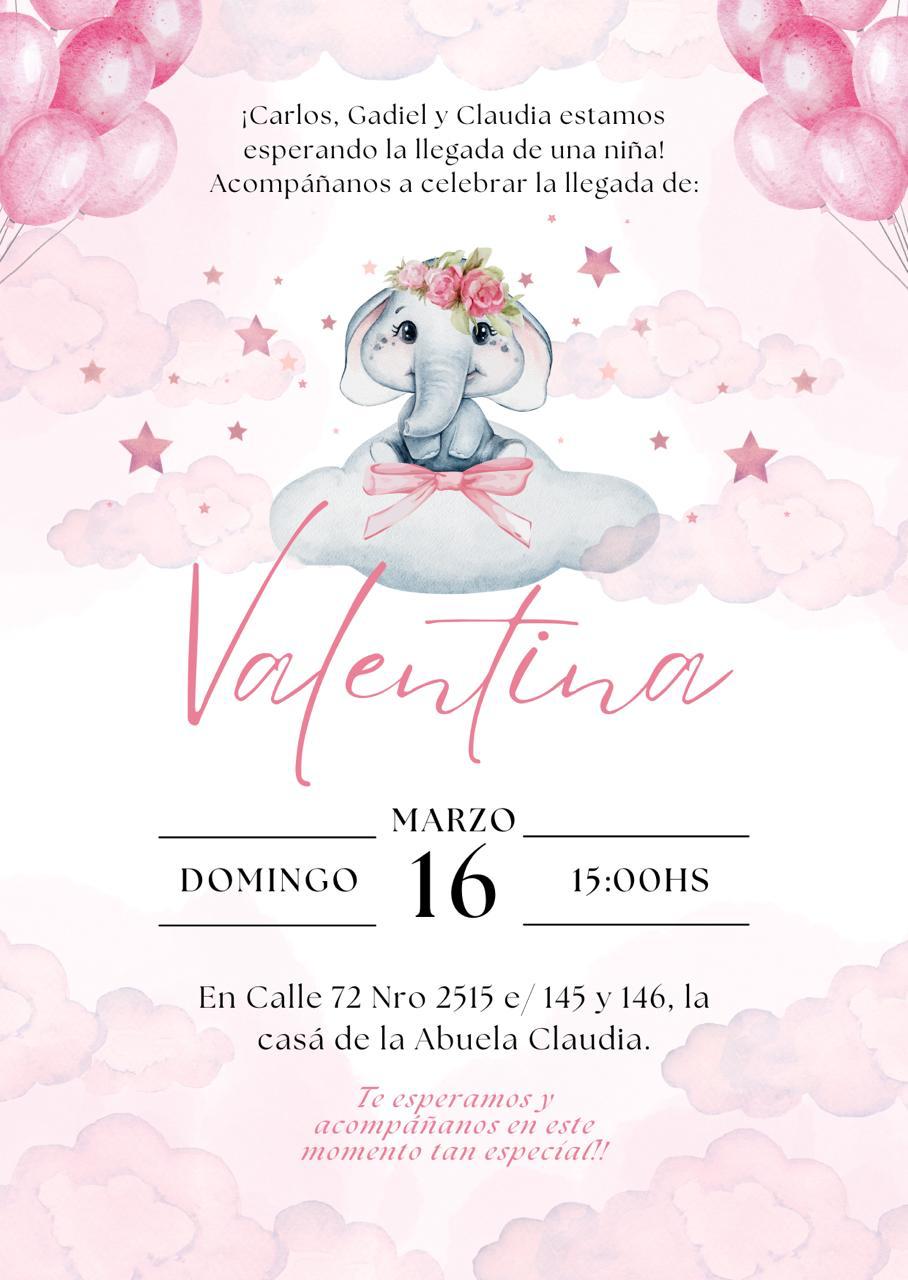 ¡Carlos, Gadiel y Claudia estamos
esperando la llegada de una niña!
Acompáñanos a celebrar la llegada de:
Valentina
MARZO
DOMINGO 16 15:00HS
En Calle 72 Nro 2515 e/ 145 y 146, la
casá de la Abuela Claudia.
Te esperamos y
acompáñanos en este
momento tan especíal!!